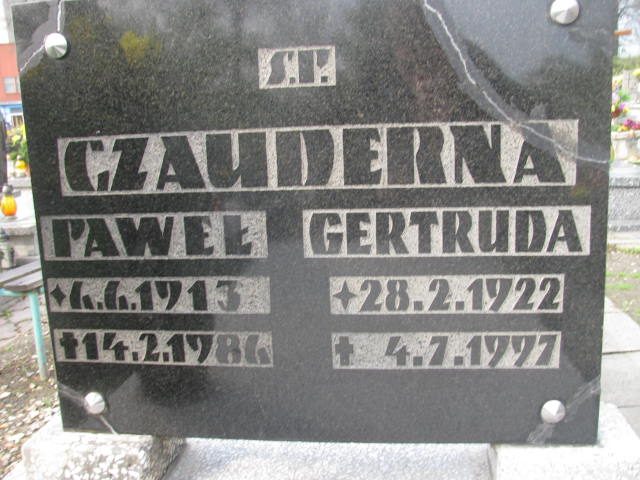 Ś.P.
CZAUDERNA
PAWEŁ GERTRUDA
6.6.1913 28.2.1922
14.2.1986 4.7.1997